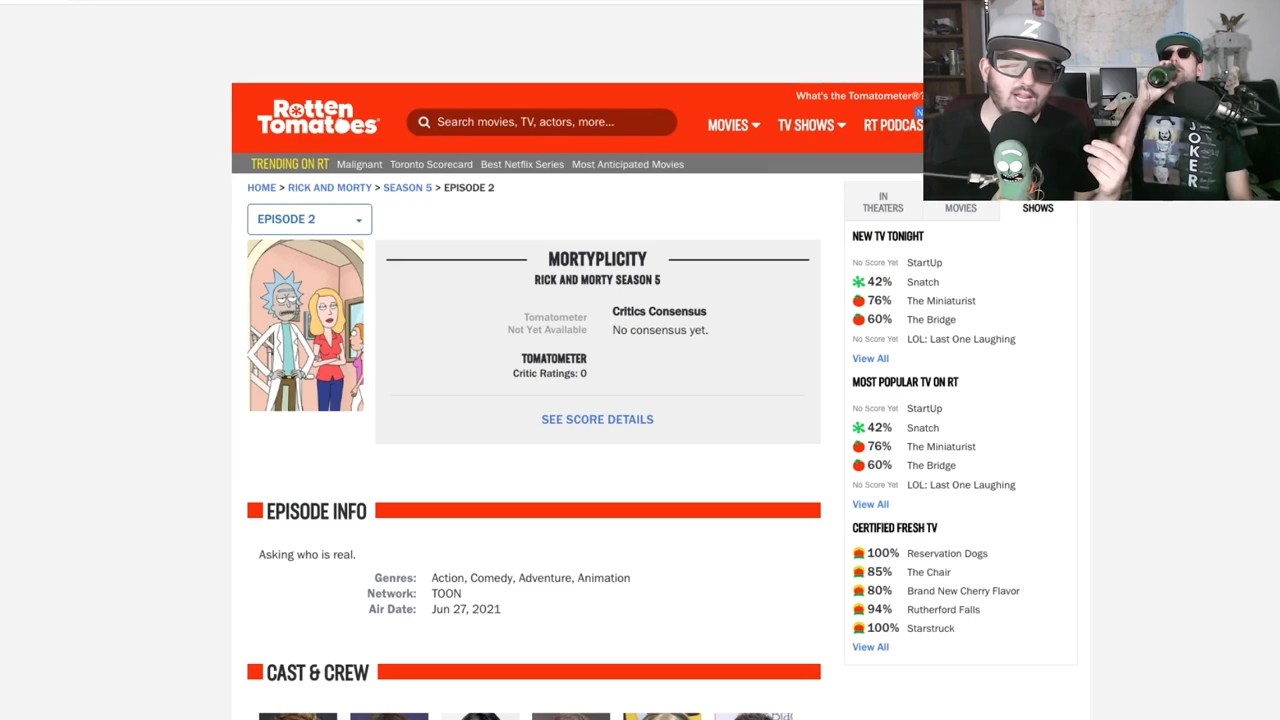 What's the Tomatometer®?
Rotten
Tomatoes®
Search movies, TV, actors, more...
MOVIES
TV SHOWS
RT PODCAS
N
TRENDING ON RT
Malignant
Toronto Scorecard
Best Netflix Series
Most Anticipated Movies
HOME > RICK AND MORTY > SEASON 5 > EPISODE 2
EPISODE 2
MORTYPLICITY
RICK AND MORTY SEASON 5
Tomatometer
Not Yet Available
TOMATOMETER
Critic Ratings: 0
Critics Consensus
No consensus yet.
SEE SCORE DETAILS
EPISODE INFO
Asking who is real.
Genres: Action, Comedy, Adventure, Animation
Network: TOON
Air Date: Jun 27, 2021
CAST & CREW
Z
JOKER
IN
THEATERS
MOVIES
SHOWS
NEW TV TONIGHT
No Score Yet StartUp
42% Snatch
76% The Miniaturist
60% The Bridge
No Score Yet LOL: Last One Laughing
View All
MOST POPULAR TV ON RT
No Score Yet StartUp
42% Snatch
76% The Miniaturist
60% The Bridge
No Score Yet LOL: Last One Laughing
View All
CERTIFIED FRESH TV
100% Reservation Dogs
85% The Chair
80% Brand New Cherry Flavor
94% Rutherford Falls
100% Starstruck
View All